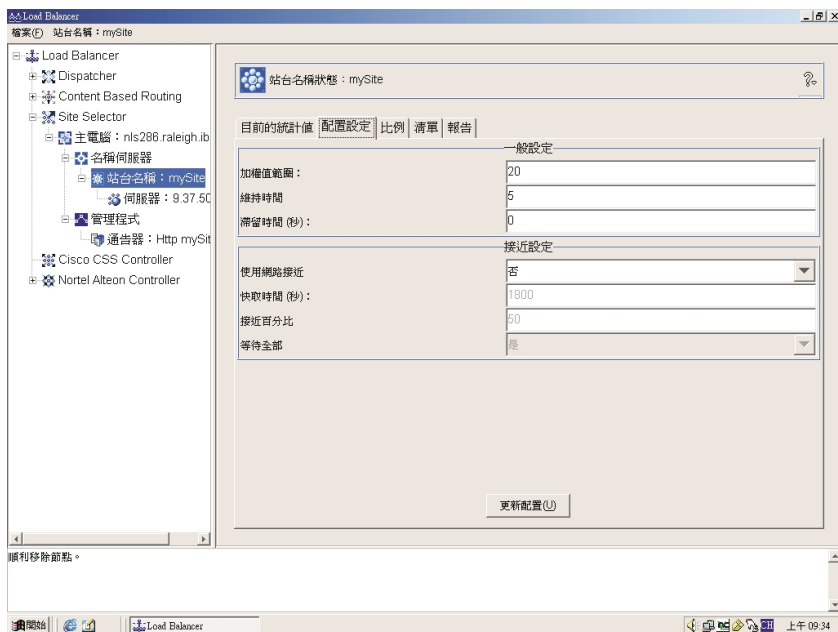 Load Balancer
檔案(F) 站台名稱：mySite
Load Balancer
Dispatcher
Content Based Routing
Site Selector
主電腦：nls286.raleigh.ib
名稱伺服器
站台名稱：mySite
伺服器：9.37.50
管理程式
通告器：Http mySit
Cisco CSS Controller
Nortel Alteon Controller
站台名稱狀態：mySite
目前的統計值 配置設定 比例 清單 報告
一般設定
加權值範圍： 20
維持時間 5
滯留時間 (秒)： 0
接近設定
使用網路接近 否
快取時間 (秒)： 1800
接近百分比 50
等待全部 是
更新配置(U)
順利移除節點。
開始 Load Balancer CH 上午 09:34